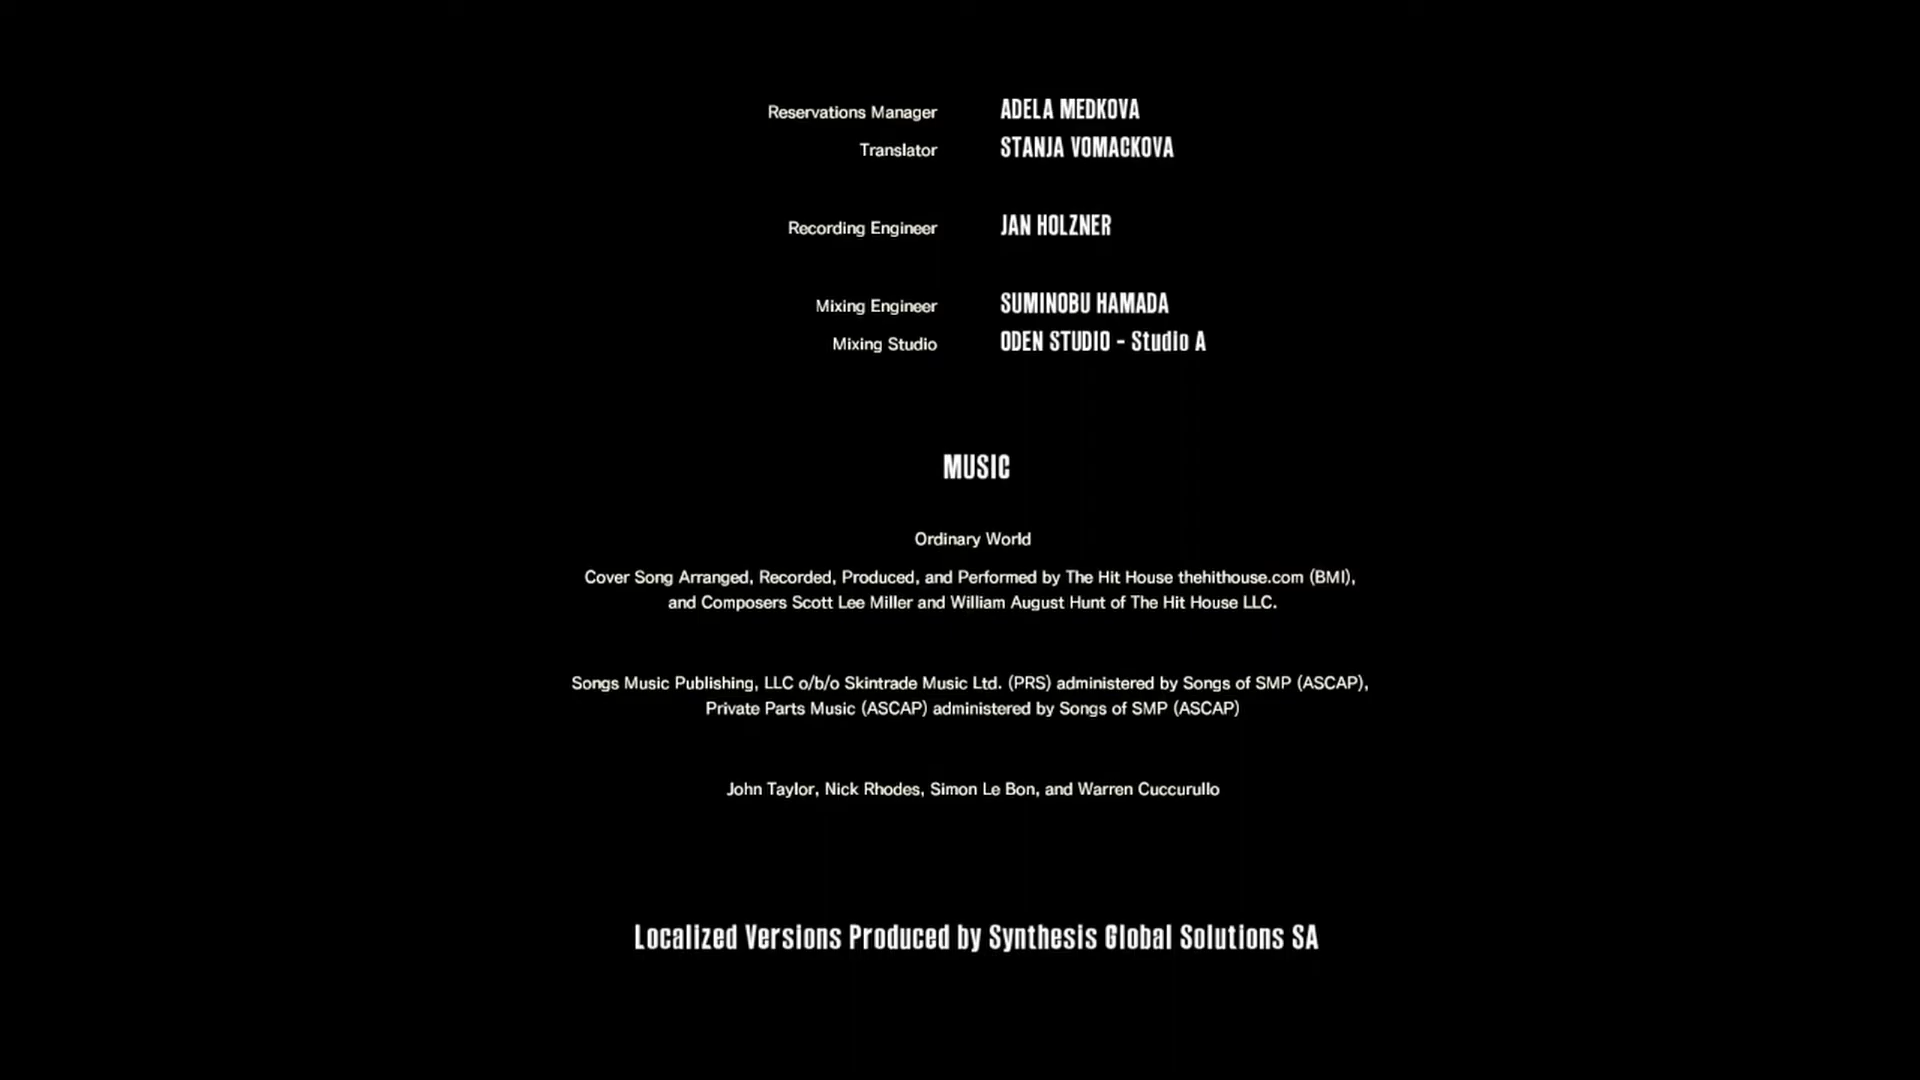 Reservations Manager ADELA MEDKOVA
Translator STANJA VOMACKOVA
Recording Engineer JAN HOLZNER
Mixing Engineer SUMINOBU HAMADA
Mixing Studio ODEN STUDIO - Studio A
MUSIC
Ordinary World
Cover Song Arranged, Recorded, Produced, and Performed by The Hit House thehithouse.com (BMI),
and Composers Scott Lee Miller and William August Hunt of The Hit House LLC.
Songs Music Publishing, LLC o/b/o Skintrade Music Ltd. (PRS) administered by Songs of SMP (ASCAP),
Private Parts Music (ASCAP) administered by Songs of SMP (ASCAP)
John Taylor, Nick Rhodes, Simon Le Bon, and Warren Cuccurullo
Localized Versions Produced by Synthesis Global Solutions SA